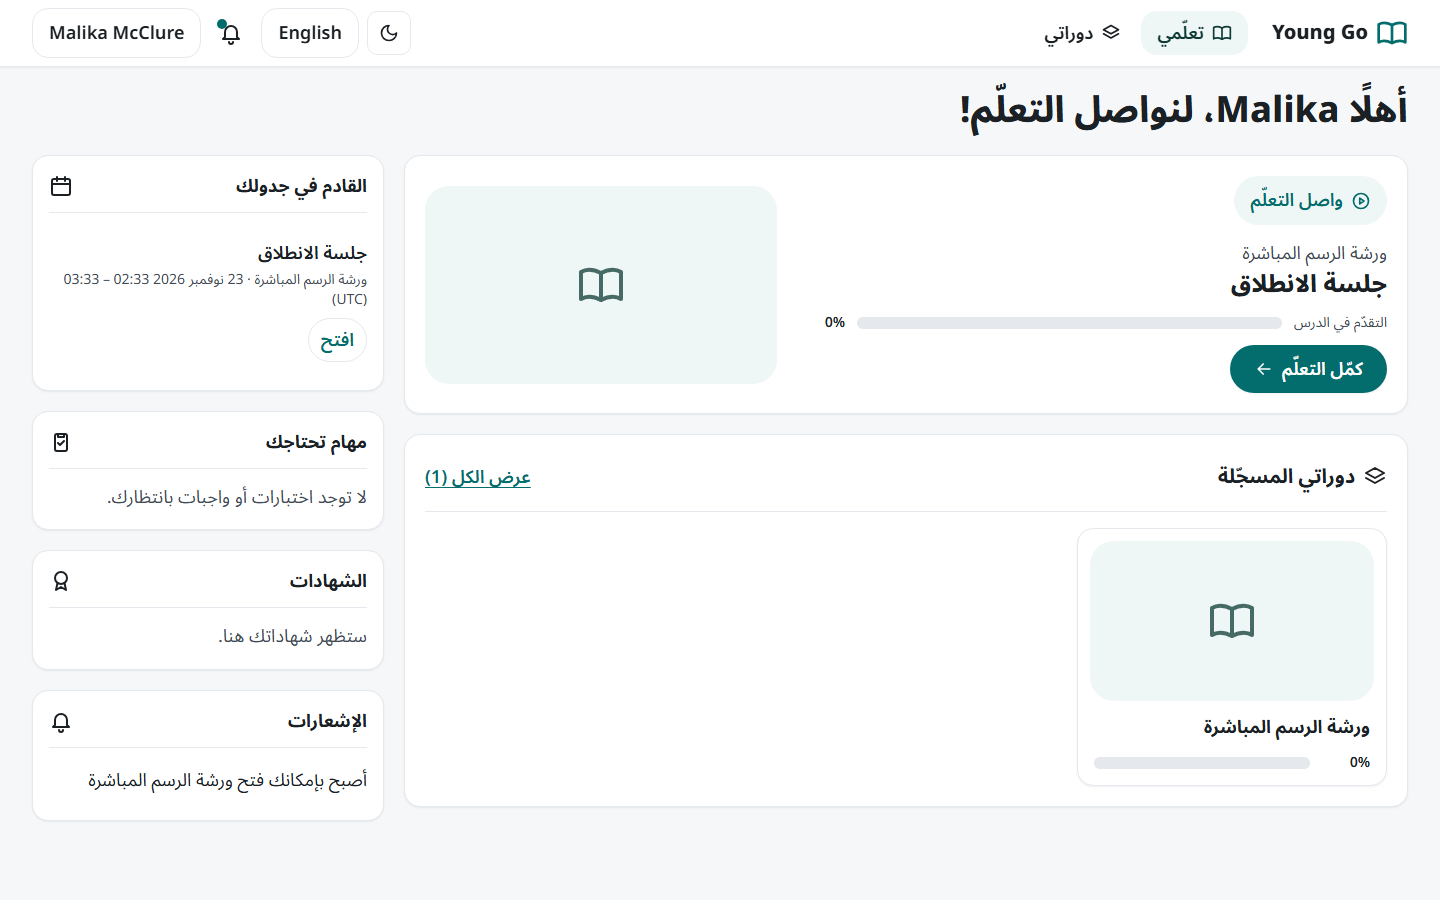 Young Go
تعلّمي
دوراتي
English
Malika McClure
أهلًا Malika، لنواصل التعلّم!
واصل التعلّم
ورشة الرسم المباشرة
جلسة الانطلاق
التقدّم في الدرس
0%
كمّل التعلّم
دوراتي المسجّلة
عرض الكل (1)
ورشة الرسم المباشرة
0%
القادم في جدولك
جلسة الانطلاق
ورشة الرسم المباشرة · 23 نوفمبر 2026 02:33 – 03:33
(UTC)
افتح
مهام تحتاجك
لا توجد اختبارات أو واجبات بانتظارك.
الشهادات
ستظهر شهاداتك هنا.
الإشعارات
أصبح بإمكانك فتح ورشة الرسم المباشرة